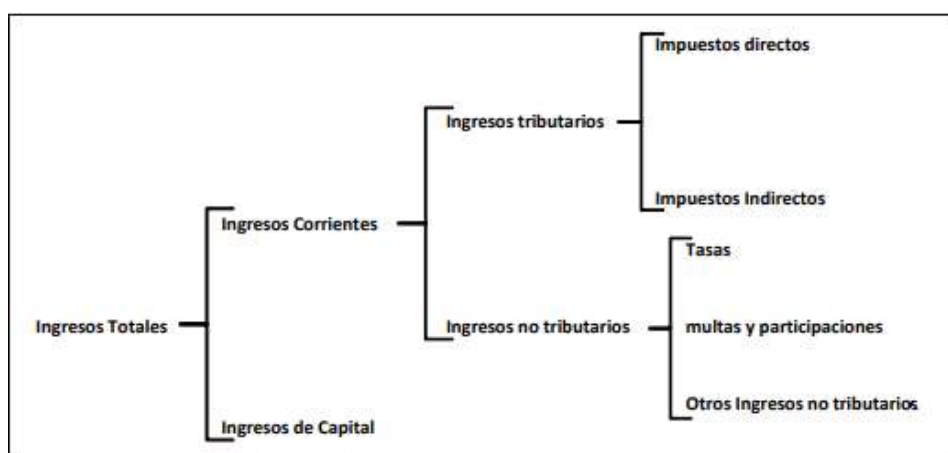 Impuestos directos
Ingresos tributarios
Impuestos Indirectos
Ingresos Corrientes
Tasas
Ingresos Totales
Ingresos no tributarios
multas y participaciones
Otros Ingresos no tributarios
Ingresos de Capital